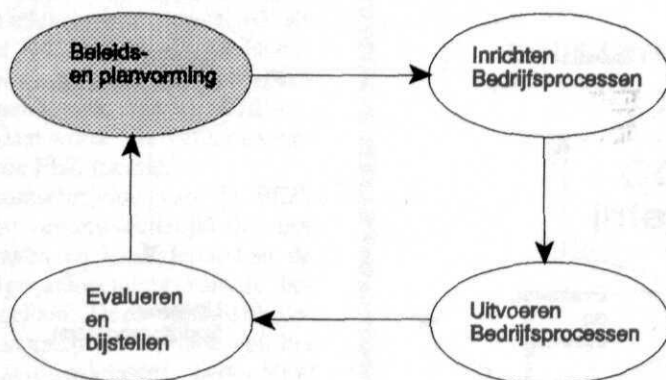 Beleids-
en planvorming
Inrichten
Bedrijfsprocessen
Evalueren
en
bijstellen
Uitvoeren
Bedrijfsprocessen